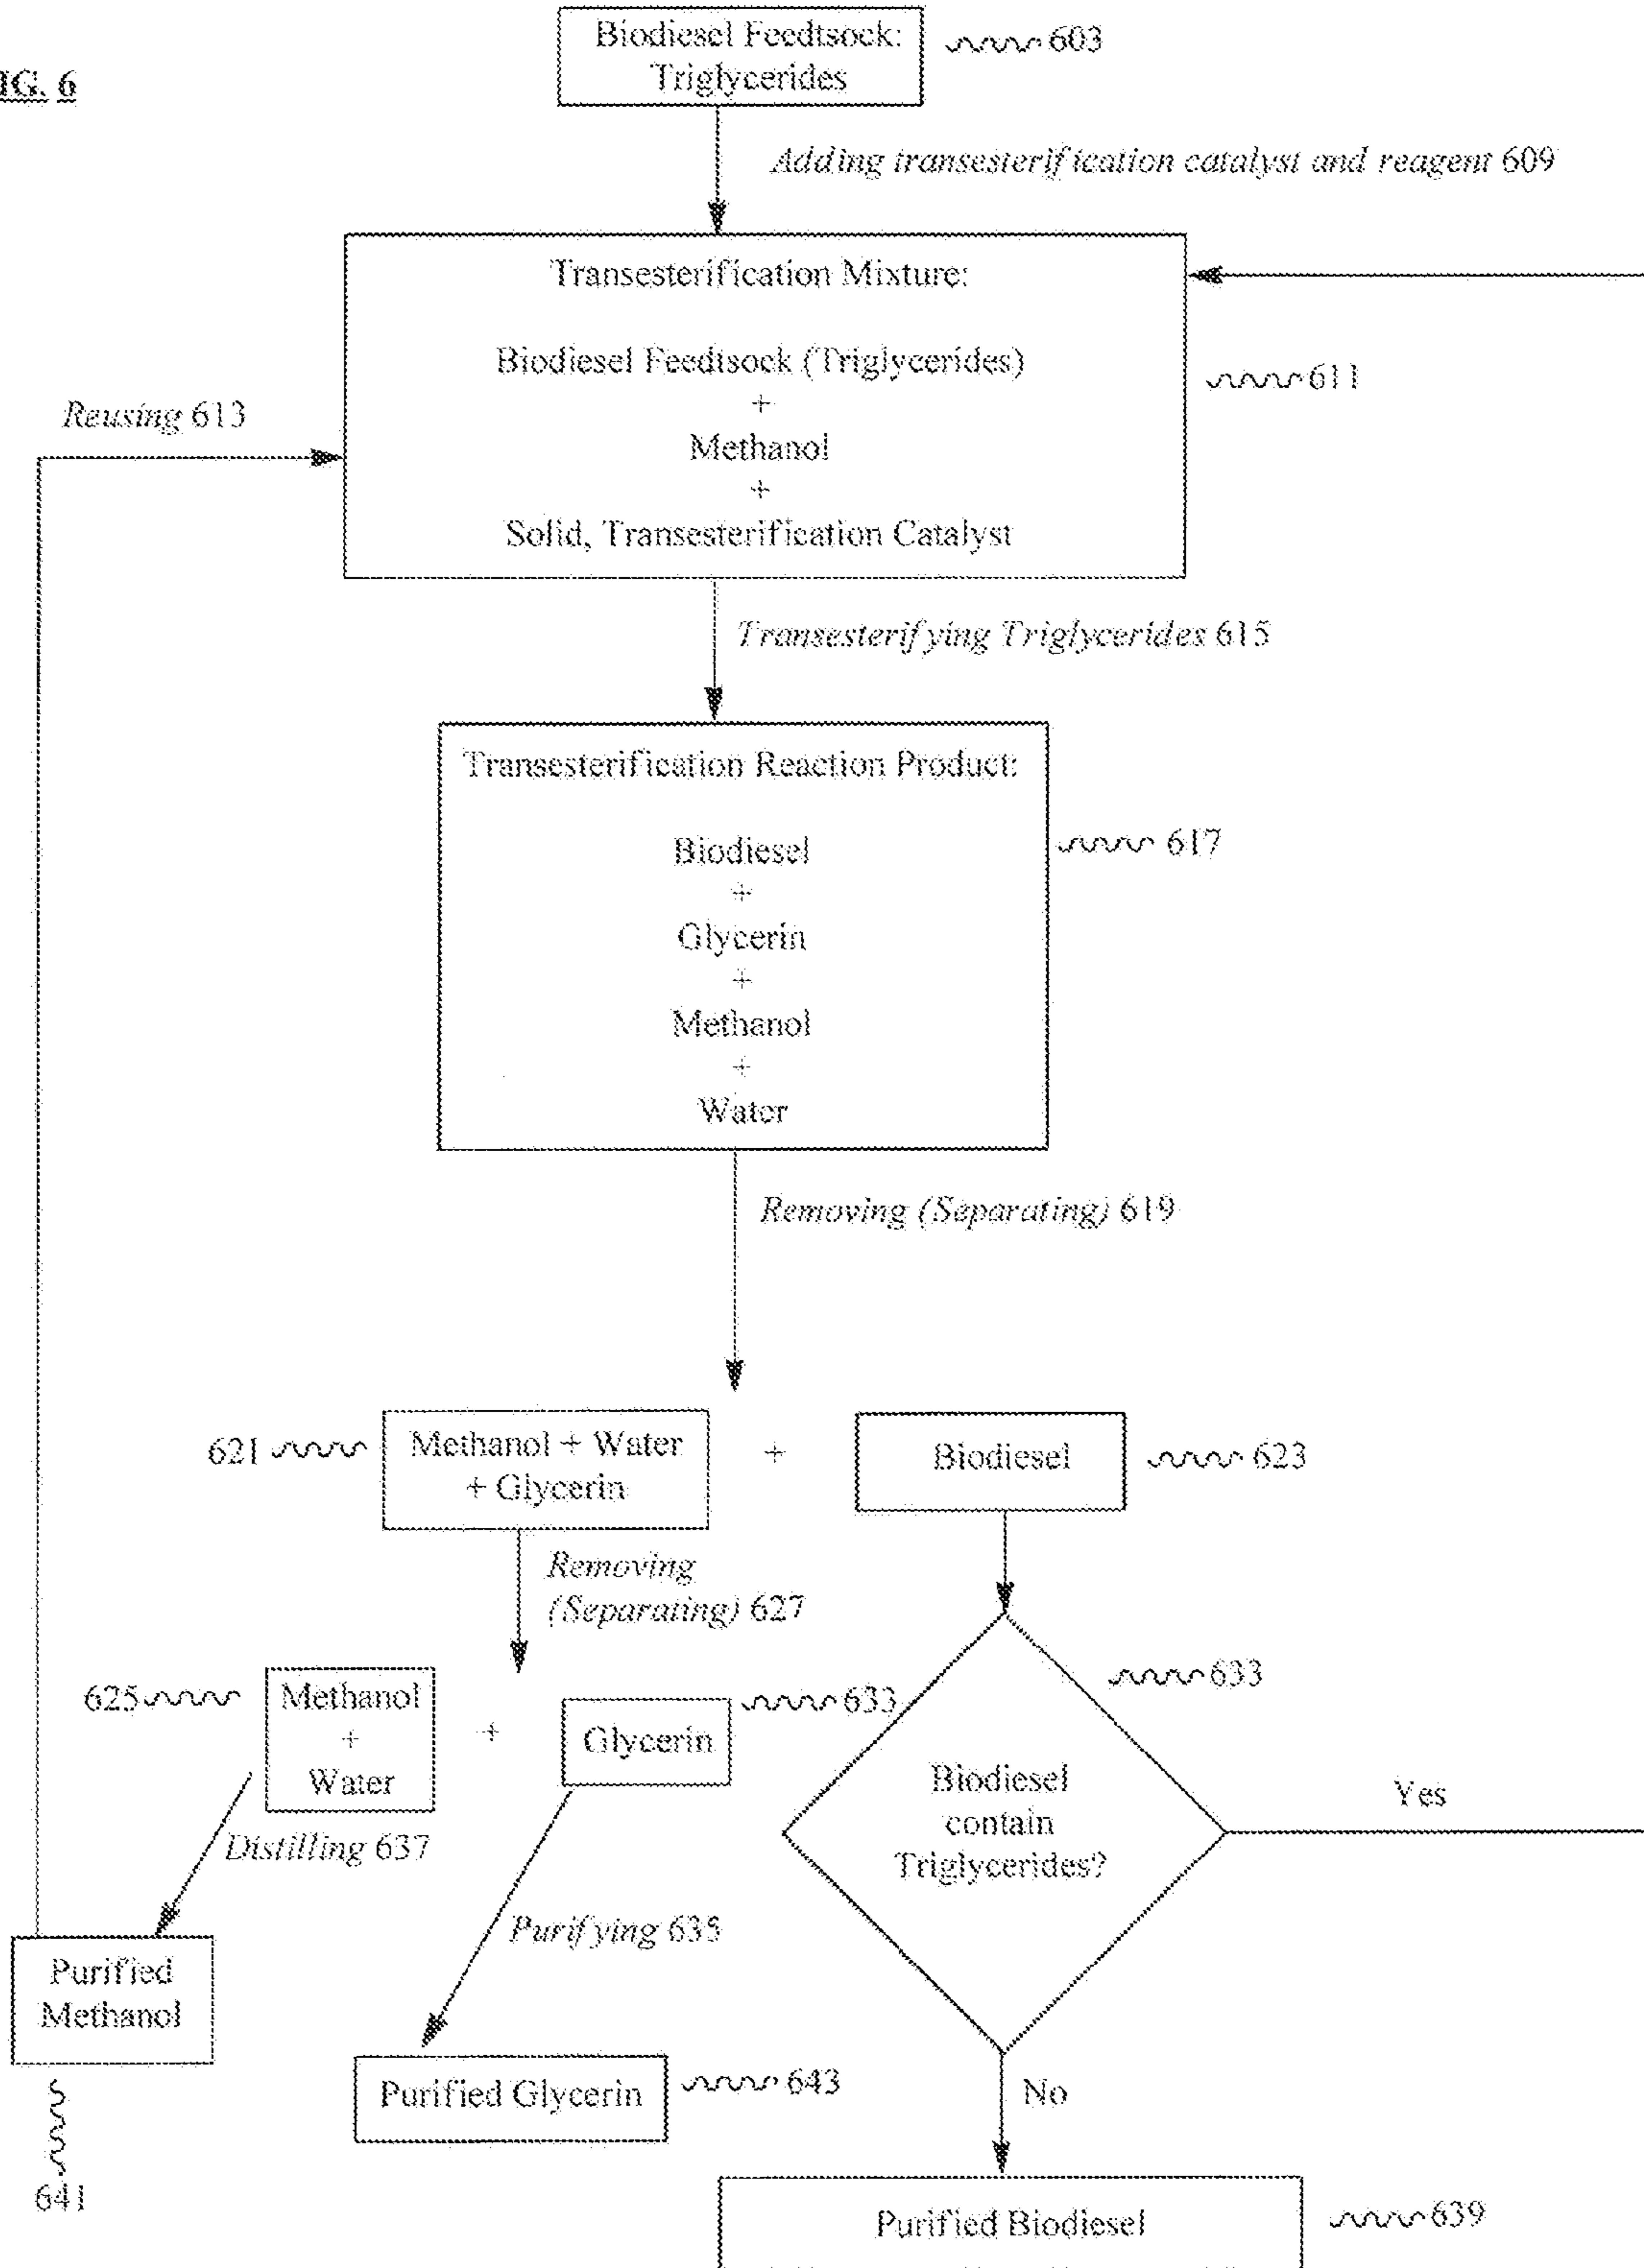 IG. 6
Biodiesel Feedtsock:
Triglycerides
603
Adding transesterification catalyst and reagent 609
Transesterification Mixture:
Biodiesel Feedtsock (Triglycerides)
+
Methanol
+
Solid, Transesterification Catalyst
611
Reusing 613
Transesterifying Triglycerides 615
Transesterification Reaction Product:
Biodiesel
+
Glycerin
+
Methanol
+
Water
617
Removing (Separating) 619
621
Methanol + Water
+ Glycerin
+
Biodiesel
623
Removing
(Separating) 627
625
Methanol
+
Water
+
Glycerin
633
633
Biodiesel
contain
Triglycerides?
Yes
Distilling 637
Purifying 635
Purified
Methanol
641
Purified Glycerin
643
No
Purified Biodiesel
639